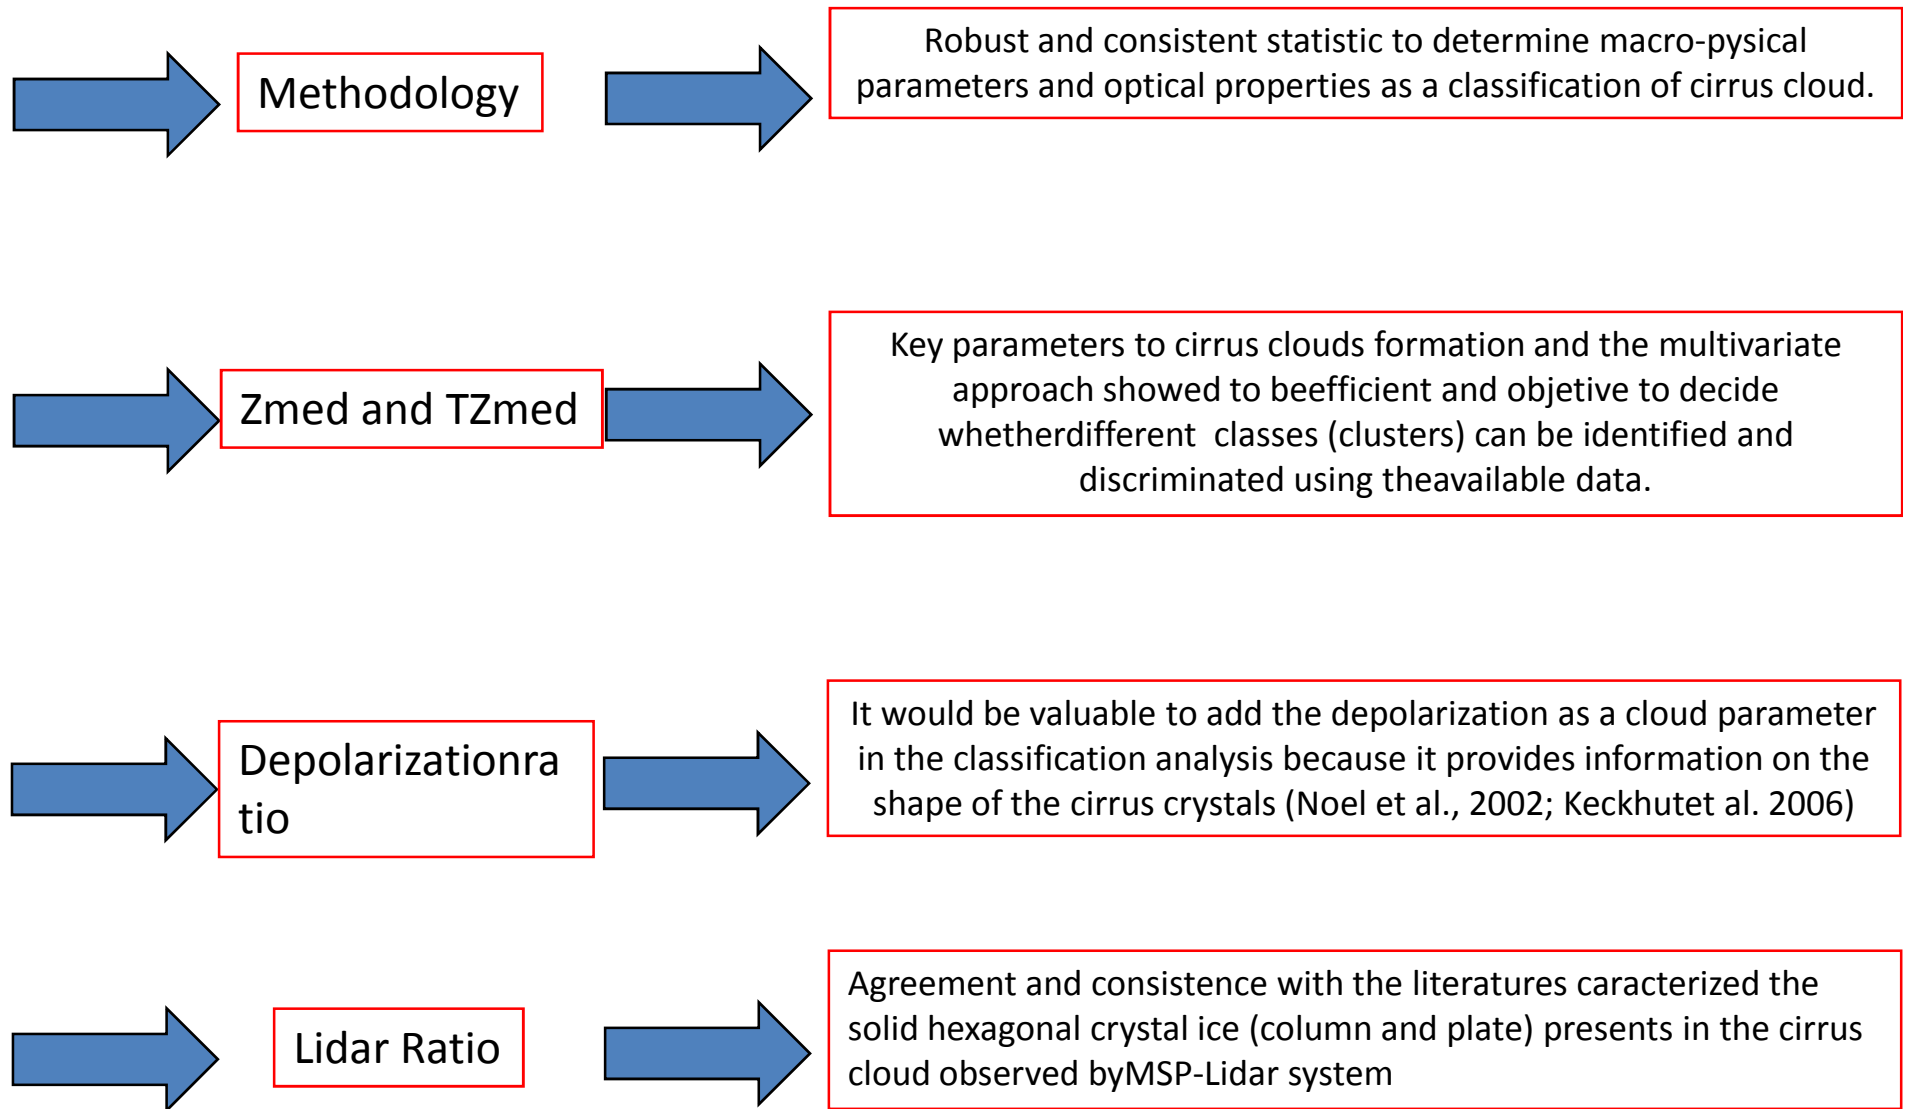 Methodology
Robust and consistent statistic to determine macro-pysical
parameters and optical properties as a classification of cirrus cloud.
Zmed and TZmed
Key parameters to cirrus clouds formation and the multivariate
approach showed to beefficient and objetive to decide
whetherdifferent classes (clusters) can be identified and
discriminated using theavailable data.
Depolarizationra
tio
It would be valuable to add the depolarization as a cloud parameter
in the classification analysis because it provides information on the
shape of the cirrus crystals (Noel et al., 2002; Keckhutet al. 2006)
Lidar Ratio
Agreement and consistence with the literatures caracterized the
solid hexagonal crystal ice (column and plate) presents in the cirrus
cloud observed byMSP-Lidar system